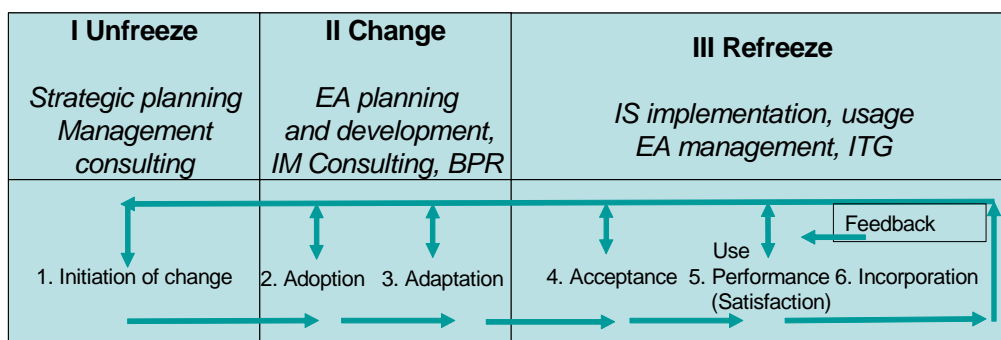 I Unfreeze
Strategic planning
Management
consulting
II Change
EA planning
and development,
IM Consulting, BPR
III Refreeze
IS implementation, usage
EA management, ITG
Feedback
Use
1. Initiation of change
2. Adoption
3. Adaptation
4. Acceptance
5. Performance
6. Incorporation
(Satisfaction)